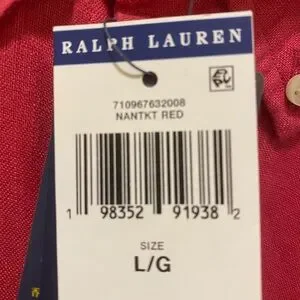 RALPH LAUREN
710967632008
NANTKT RED
1 98352 91938 2
SIZE
L/G